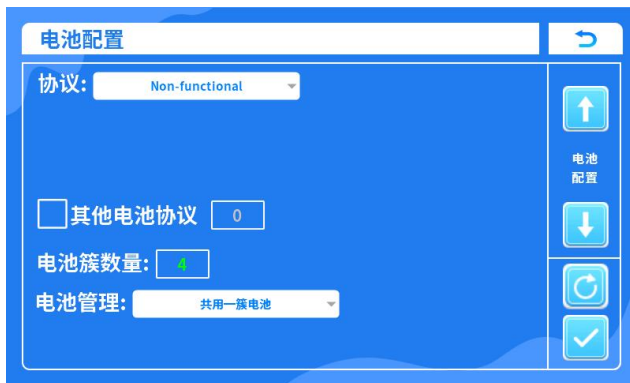 电池配置
协议: Non-functional
电池
配置
其他电池协议 0
电池簇数量: 4
电池管理: 共用一簇电池